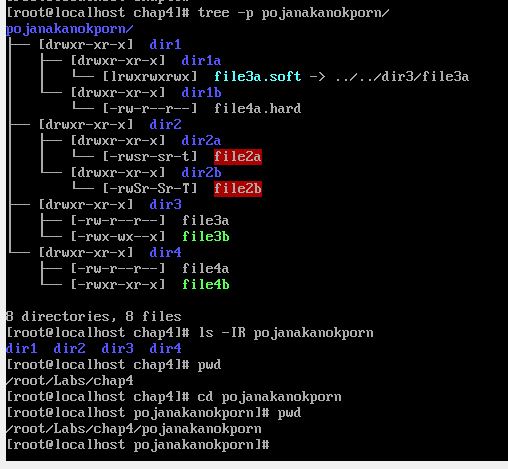 [root@localhost chap4]# tree -p pojanakanokporn/
pojanakanokporn/
├── [drwxr-xr-x]  dir1
│   ├── [drwxr-xr-x]  dir1a
│   │   └── [lrwxrwxrwx]  file3a.soft -> ../../dir3/file3a
│   └── [drwxr-xr-x]  dir1b
│       └── [-rw-r--r--]  file4a.hard
├── [drwxr-xr-x]  dir2
│   ├── [drwxr-xr-x]  dir2a
│   │   └── [-rwsr-sr-t]  file2a
│   └── [drwxr-xr-x]  dir2b
│       └── [-rwSr-Sr-T]  file2b
├── [drwxr-xr-x]  dir3
│   ├── [-rw-r--r--]  file3a
│   └── [-rwx-wx--x]  file3b
└── [drwxr-xr-x]  dir4
    ├── [-rw-r--r--]  file4a
    └── [-rwxr-xr-x]  file4b
8 directories, 8 files
[root@localhost chap4]# ls -IR pojanakanokporn
dir1  dir2  dir3  dir4
[root@localhost chap4]# pwd
/root/Labs/chap4
[root@localhost chap4]# cd pojanakanokporn
[root@localhost pojanakanokporn]# pwd
/root/Labs/chap4/pojanakanokporn
[root@localhost pojanakanokporn]#